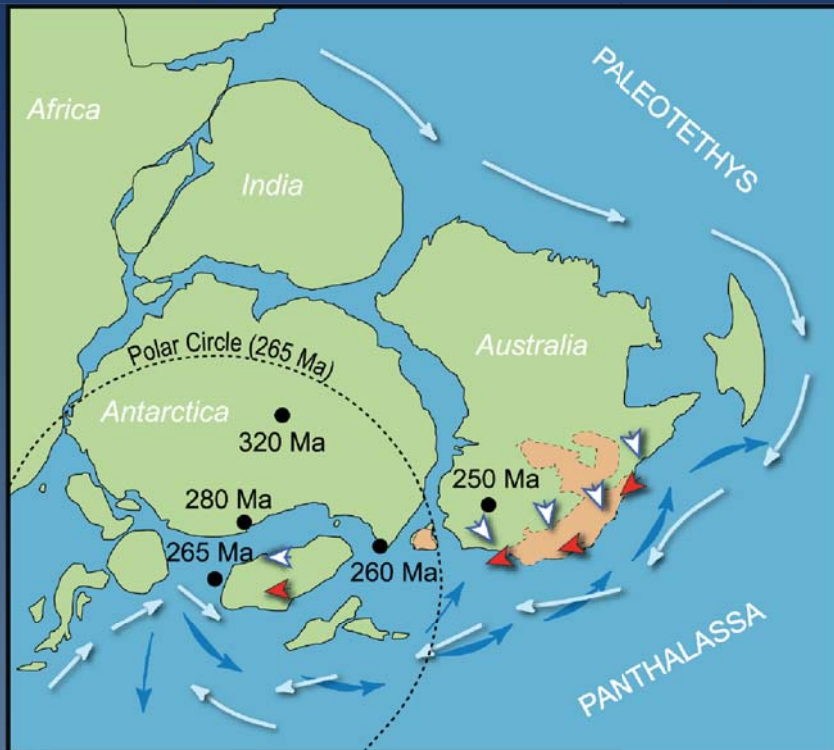 PALEOTETHYS
Africa
India
Australia
Polar Circle (265 Ma)
Antarctica
320 Ma
250 Ma
280 Ma
265 Ma
260 Ma
PANTHALASSA